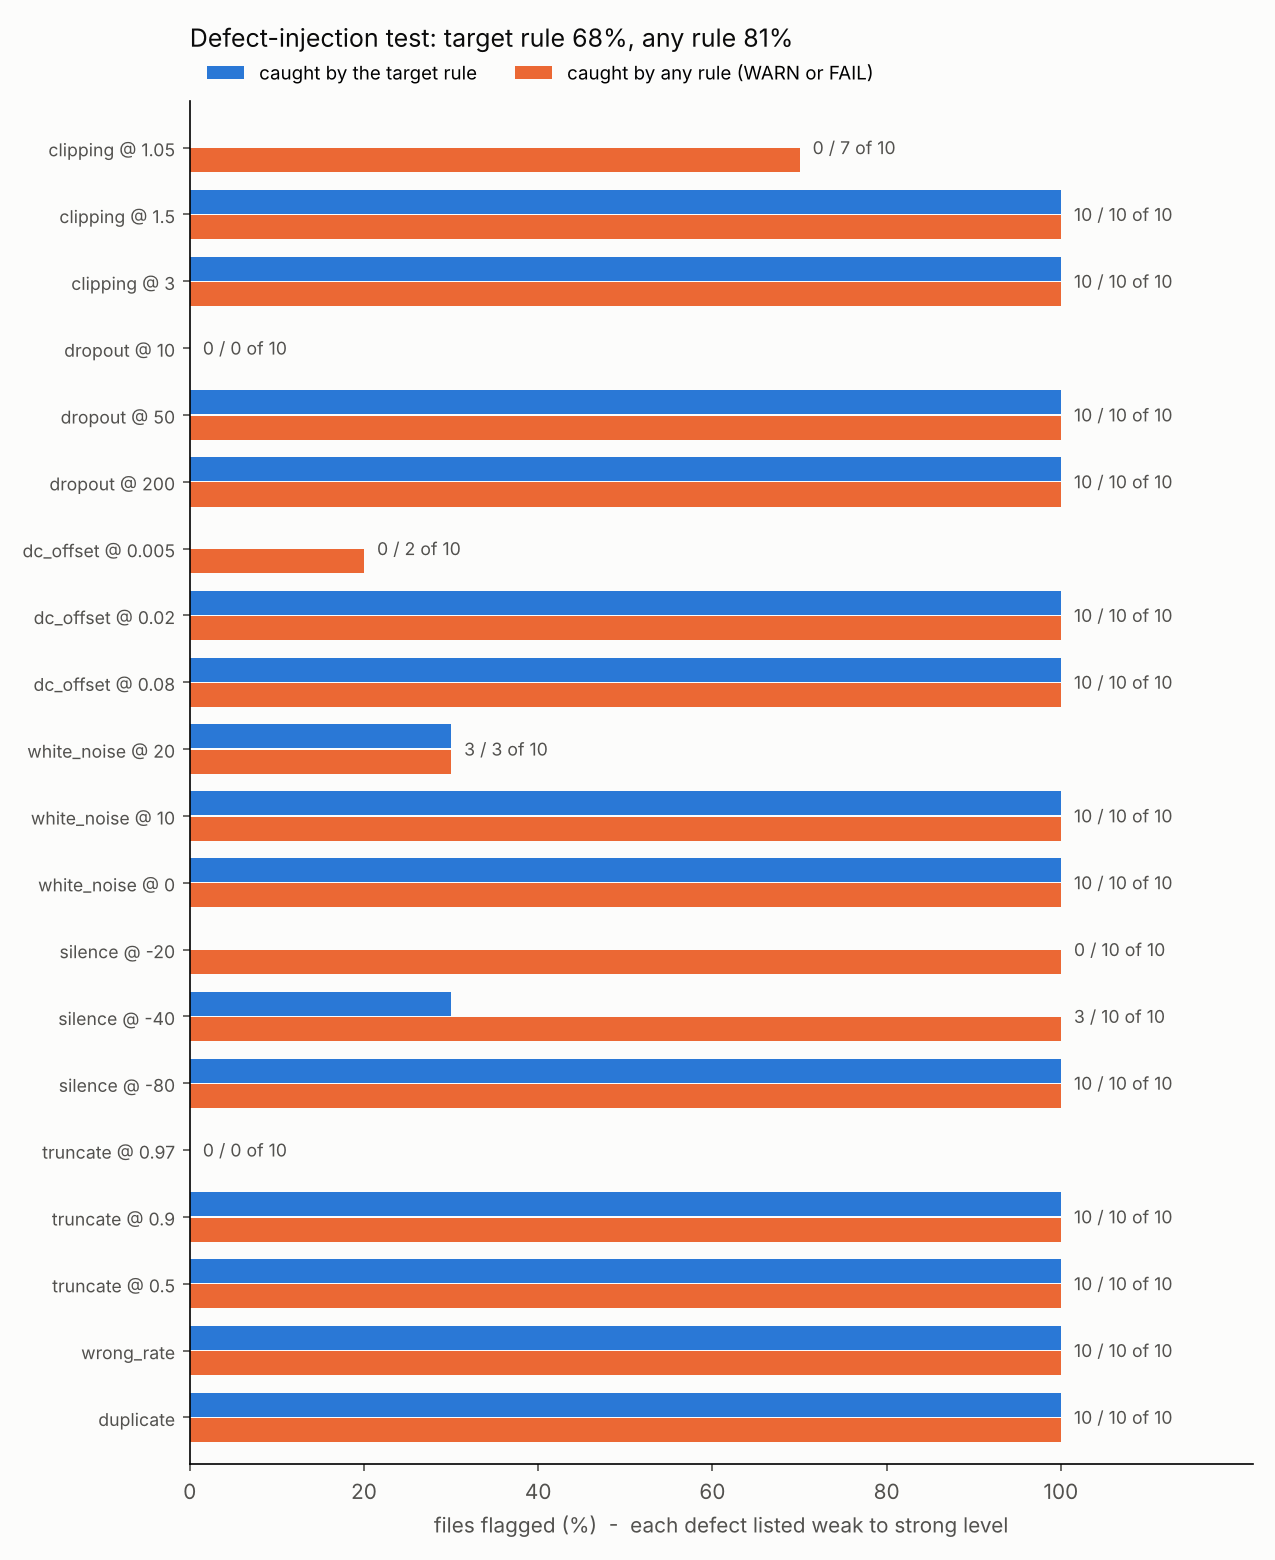 Defect-injection test: target rule 68%, any rule 81%
caught by the target rule    caught by any rule (WARN or FAIL)
clipping @ 1.05    0 / 7 of 10
clipping @ 1.5    10 / 10 of 10
clipping @ 3    10 / 10 of 10
dropout @ 10    0 / 0 of 10
dropout @ 50    10 / 10 of 10
dropout @ 200    10 / 10 of 10
dc_offset @ 0.005    0 / 2 of 10
dc_offset @ 0.02    10 / 10 of 10
dc_offset @ 0.08    10 / 10 of 10
white_noise @ 20    3 / 3 of 10
white_noise @ 10    10 / 10 of 10
white_noise @ 0    10 / 10 of 10
silence @ -20    0 / 10 of 10
silence @ -40    3 / 10 of 10
silence @ -80    10 / 10 of 10
truncate @ 0.97    0 / 0 of 10
truncate @ 0.9    10 / 10 of 10
truncate @ 0.5    10 / 10 of 10
wrong_rate    10 / 10 of 10
duplicate    10 / 10 of 10
0    20    40    60    80    100
files flagged (%)  -  each defect listed weak to strong level